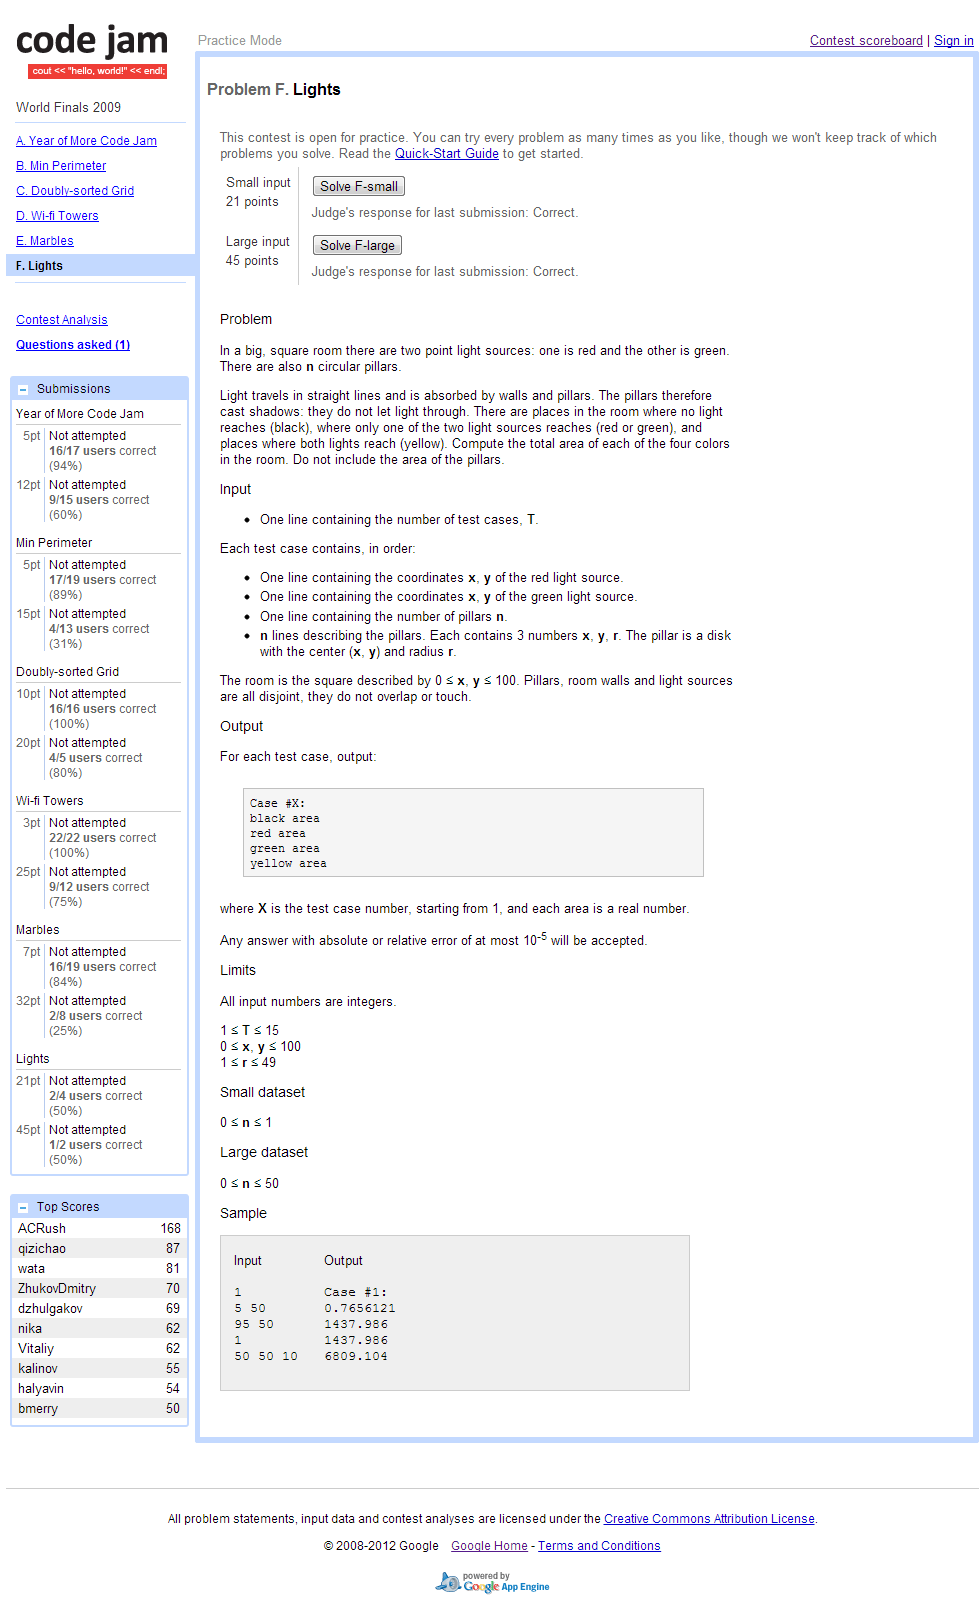 code jam
cout << "hello, world!" << endl;
Practice Mode
Contest scoreboard | Sign in
World Finals 2009
A. Year of More Code Jam
B. Min Perimeter
C. Doubly-sorted Grid
D. Wi-fi Towers
E. Marbles
F. Lights
Contest Analysis
Questions asked (1)
Submissions
Year of More Code Jam
5pt Not attempted
16/17 users correct
(94%)
12pt Not attempted
9/15 users correct
(60%)
Min Perimeter
5pt Not attempted
17/19 users correct
(89%)
15pt Not attempted
4/13 users correct
(31%)
Doubly-sorted Grid
10pt Not attempted
16/16 users correct
(100%)
20pt Not attempted
4/5 users correct
(80%)
Wi-fi Towers
3pt Not attempted
22/22 users correct
(100%)
25pt Not attempted
9/12 users correct
(75%)
Marbles
7pt Not attempted
16/19 users correct
(84%)
32pt Not attempted
2/8 users correct
(25%)
Lights
21pt Not attempted
2/4 users correct
(50%)
45pt Not attempted
1/2 users correct
(50%)
Top Scores
ACRush 168
qizichao 87
wata 81
ZhukovDmitry 70
dzhulgakov 69
nika 62
Vitaliy 62
kalinov 55
halyavin 54
bmerry 50
Problem F. Lights
This contest is open for practice. You can try every problem as many times as you like, though we won't keep track of which
problems you solve. Read the Quick-Start Guide to get started.
Small input
21 points
Solve F-small
Judge's response for last submission: Correct.
Large input
45 points
Solve F-large
Judge's response for last submission: Correct.
Problem
In a big, square room there are two point light sources: one is red and the other is green.
There are also n circular pillars.
Light travels in straight lines and is absorbed by walls and pillars. The pillars therefore
cast shadows: they do not let light through. There are places in the room where no light
reaches (black), where only one of the two light sources reaches (red or green), and
places where both lights reach (yellow). Compute the total area of each of the four colors
in the room. Do not include the area of the pillars.
Input
• One line containing the number of test cases, T.
Each test case contains, in order:
• One line containing the coordinates x, y of the red light source.
• One line containing the coordinates x, y of the green light source.
• One line containing the number of pillars n.
• n lines describing the pillars. Each contains 3 numbers x, y, r. The pillar is a disk
with the center (x, y) and radius r.
The room is the square described by 0 ≤ x, y ≤ 100. Pillars, room walls and light sources
are all disjoint, they do not overlap or touch.
Output
For each test case, output:
Case #X:
black area
red area
green area
yellow area
where X is the test case number, starting from 1, and each area is a real number.
Any answer with absolute or relative error of at most 10-5 will be accepted.
Limits
All input numbers are integers.
1 ≤ T ≤ 15
0 ≤ x, y ≤ 100
1 ≤ r ≤ 49
Small dataset
0 ≤ n ≤ 1
Large dataset
0 ≤ n ≤ 50
Sample
Input Output
1 Case #1:
5 50 0.7656121
95 50 1437.986
1 1437.986
50 50 10 6809.104
All problem statements, input data and contest analyses are licensed under the Creative Commons Attribution License.
© 2008-2012 Google Google Home - Terms and Conditions
powered by
Google App Engine